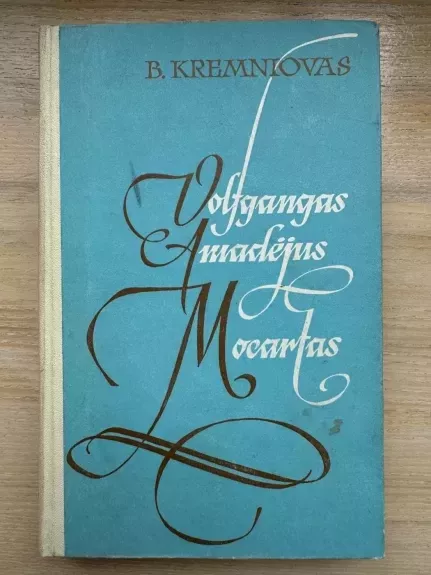 B. KREMNIOVAS
Volfgangas
Amadėjus
Mocartas